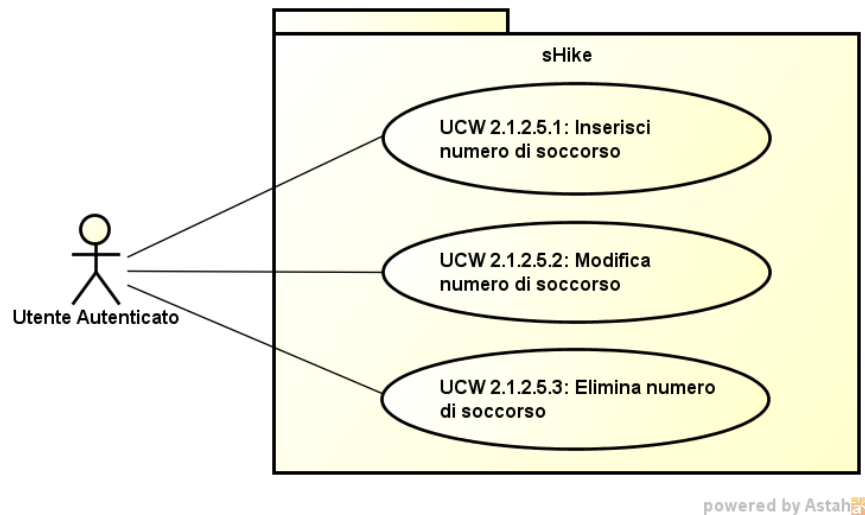 sHike
UCW 2.1.2.5.1: Inserisci
numero di soccorso
UCW 2.1.2.5.2: Modifica
numero di soccorso
Utente Autenticato
UCW 2.1.2.5.3: Elimina numero
di soccorso
powered by Astah